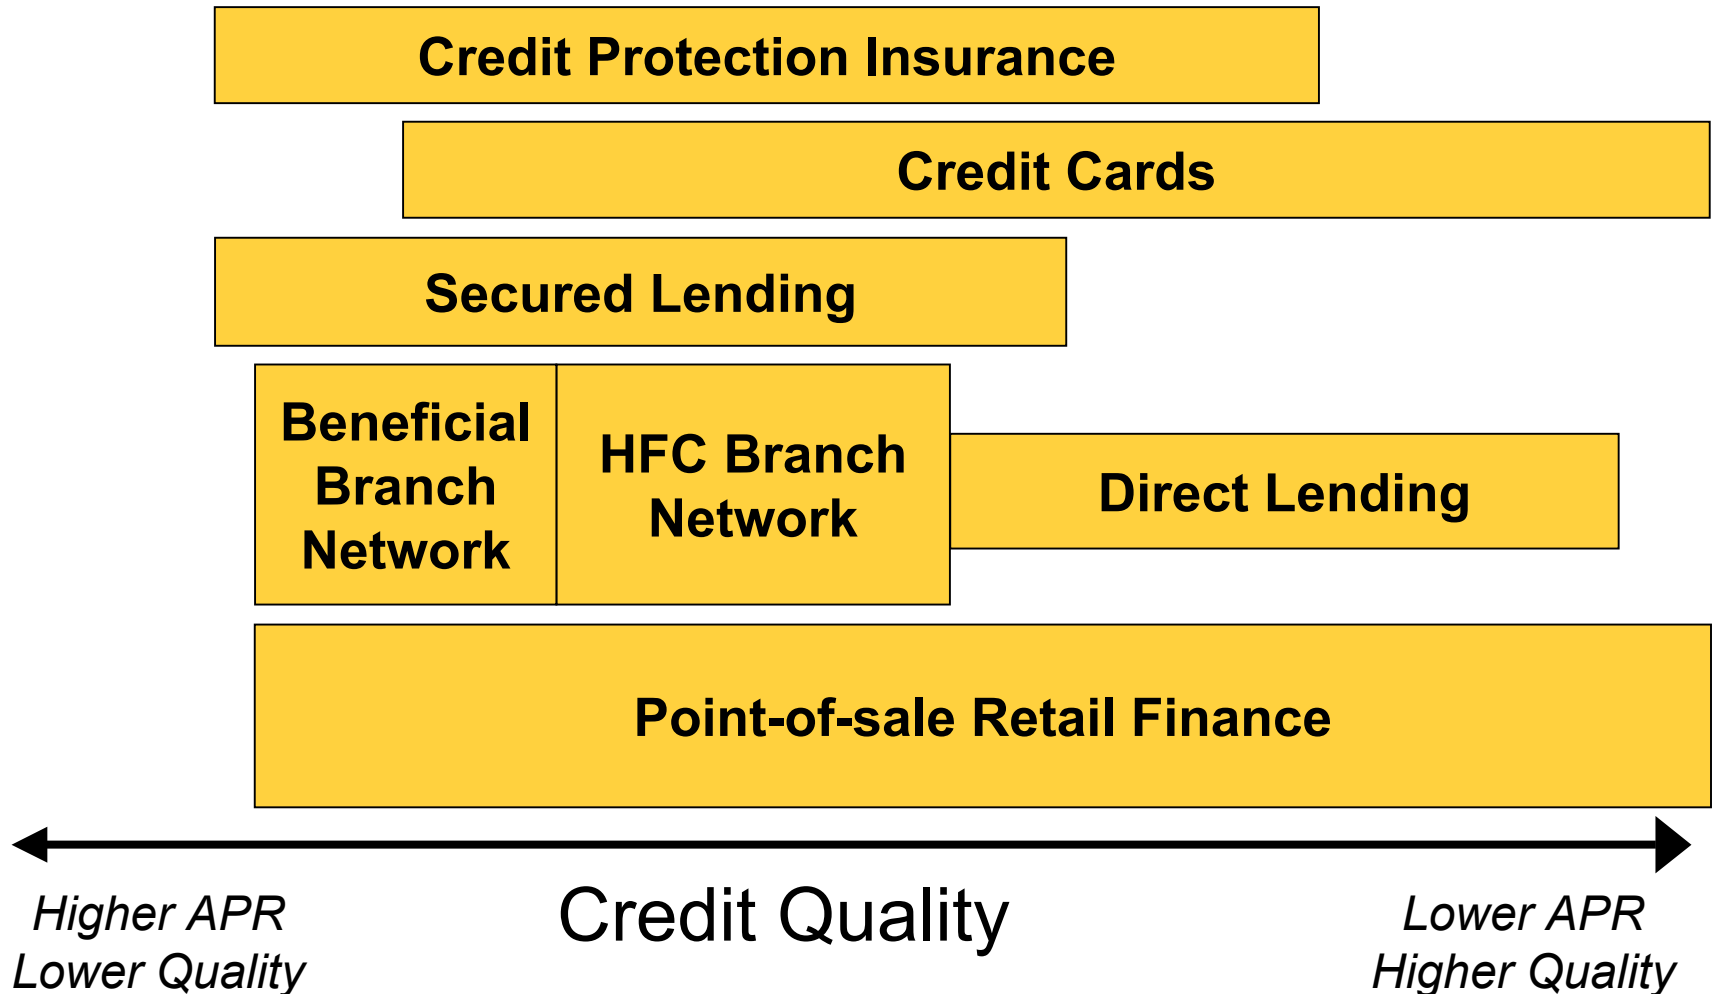 Credit Protection Insurance
Credit Cards
Secured Lending
Beneficial
Branch
Network
HFC Branch
Network
Direct Lending
Point-of-sale Retail Finance
Higher APR
Lower Quality
Credit Quality
Lower APR
Higher Quality